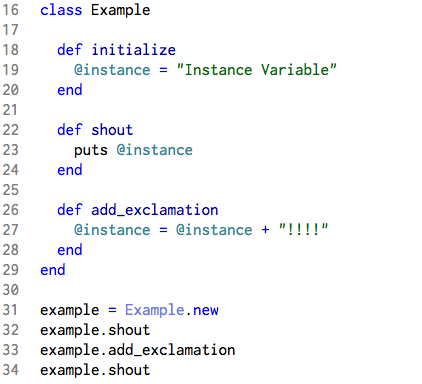 16 class Example
17
18   def initialize
19     @instance = "Instance Variable"
20   end
21
22   def shout
23     puts @instance
24   end
25
26   def add_exclamation
27     @instance = @instance + "!!!!"
28   end
29 end
30
31 example = Example.new
32 example.shout
33 example.add_exclamation
34 example.shout